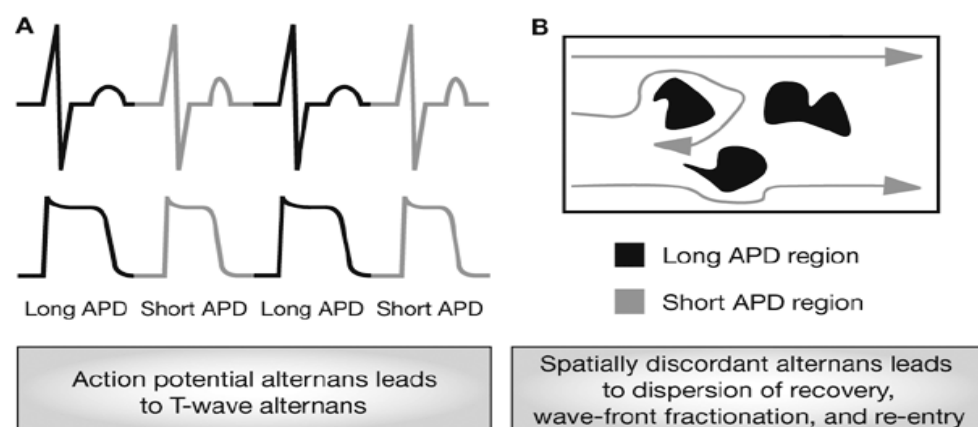 A
B
Long APD region
Short APD region
Long APD Short APD Long APD Short APD
Action potential alternans leads
to T-wave alternans
Spatially discordant alternans leads
to dispersion of recovery,
wave-front fractionation, and re-entry